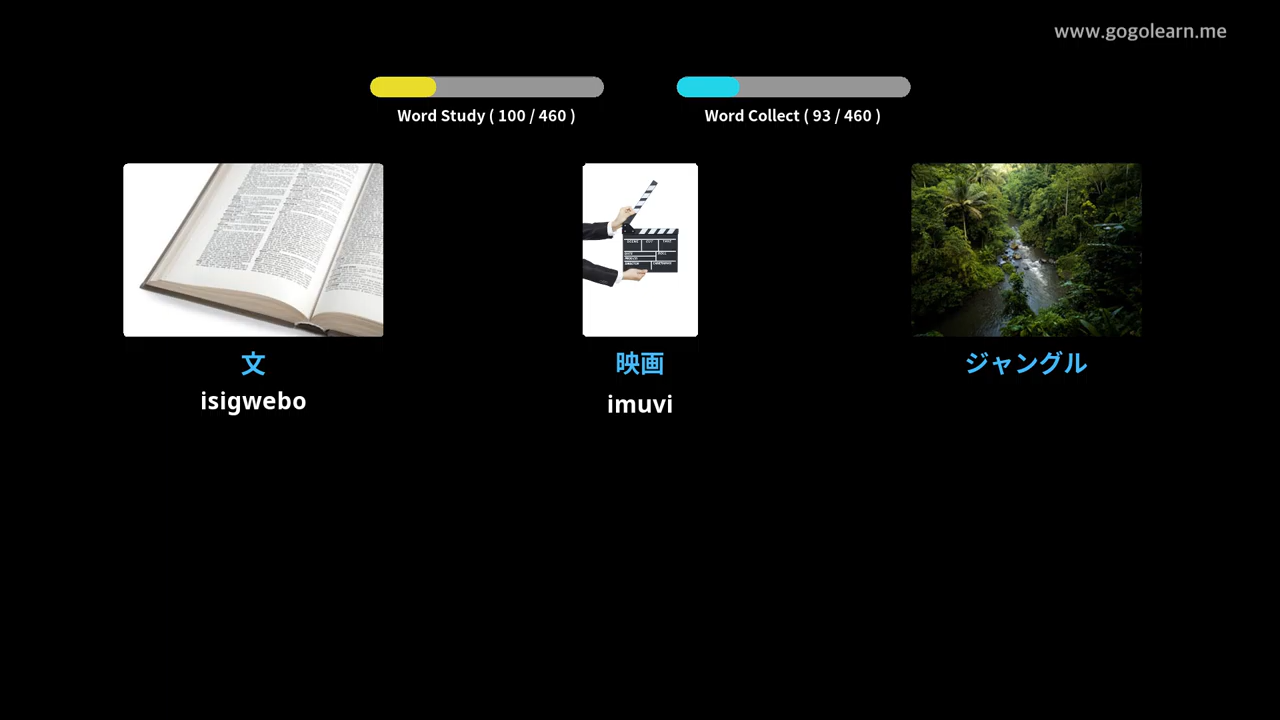 www.gogolearn.me
Word Study ( 100 / 460 )
Word Collect ( 93 / 460 )
文
映画
ジャングル
isigwebo
imuvi